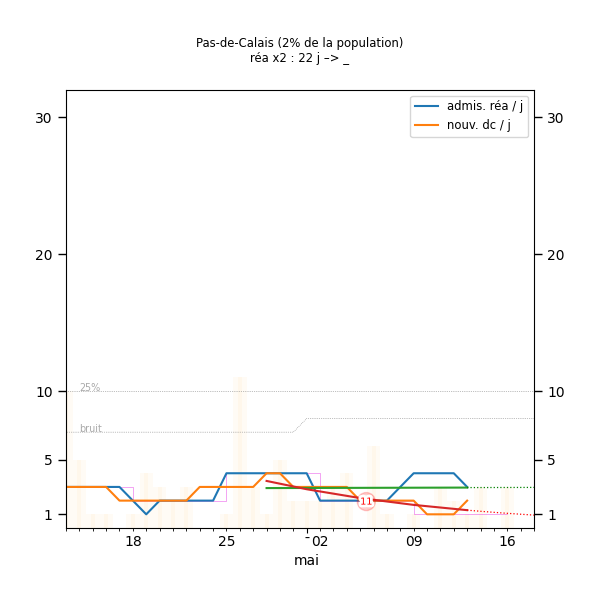 Pas-de-Calais (2% de la population)
réa x2 : 22 j –> _
admis. réa / j
nouv. dc / j
30 30
20 20
10 10
5 5
1 1
25%
bruit
11
18 25 02 09 16
mai